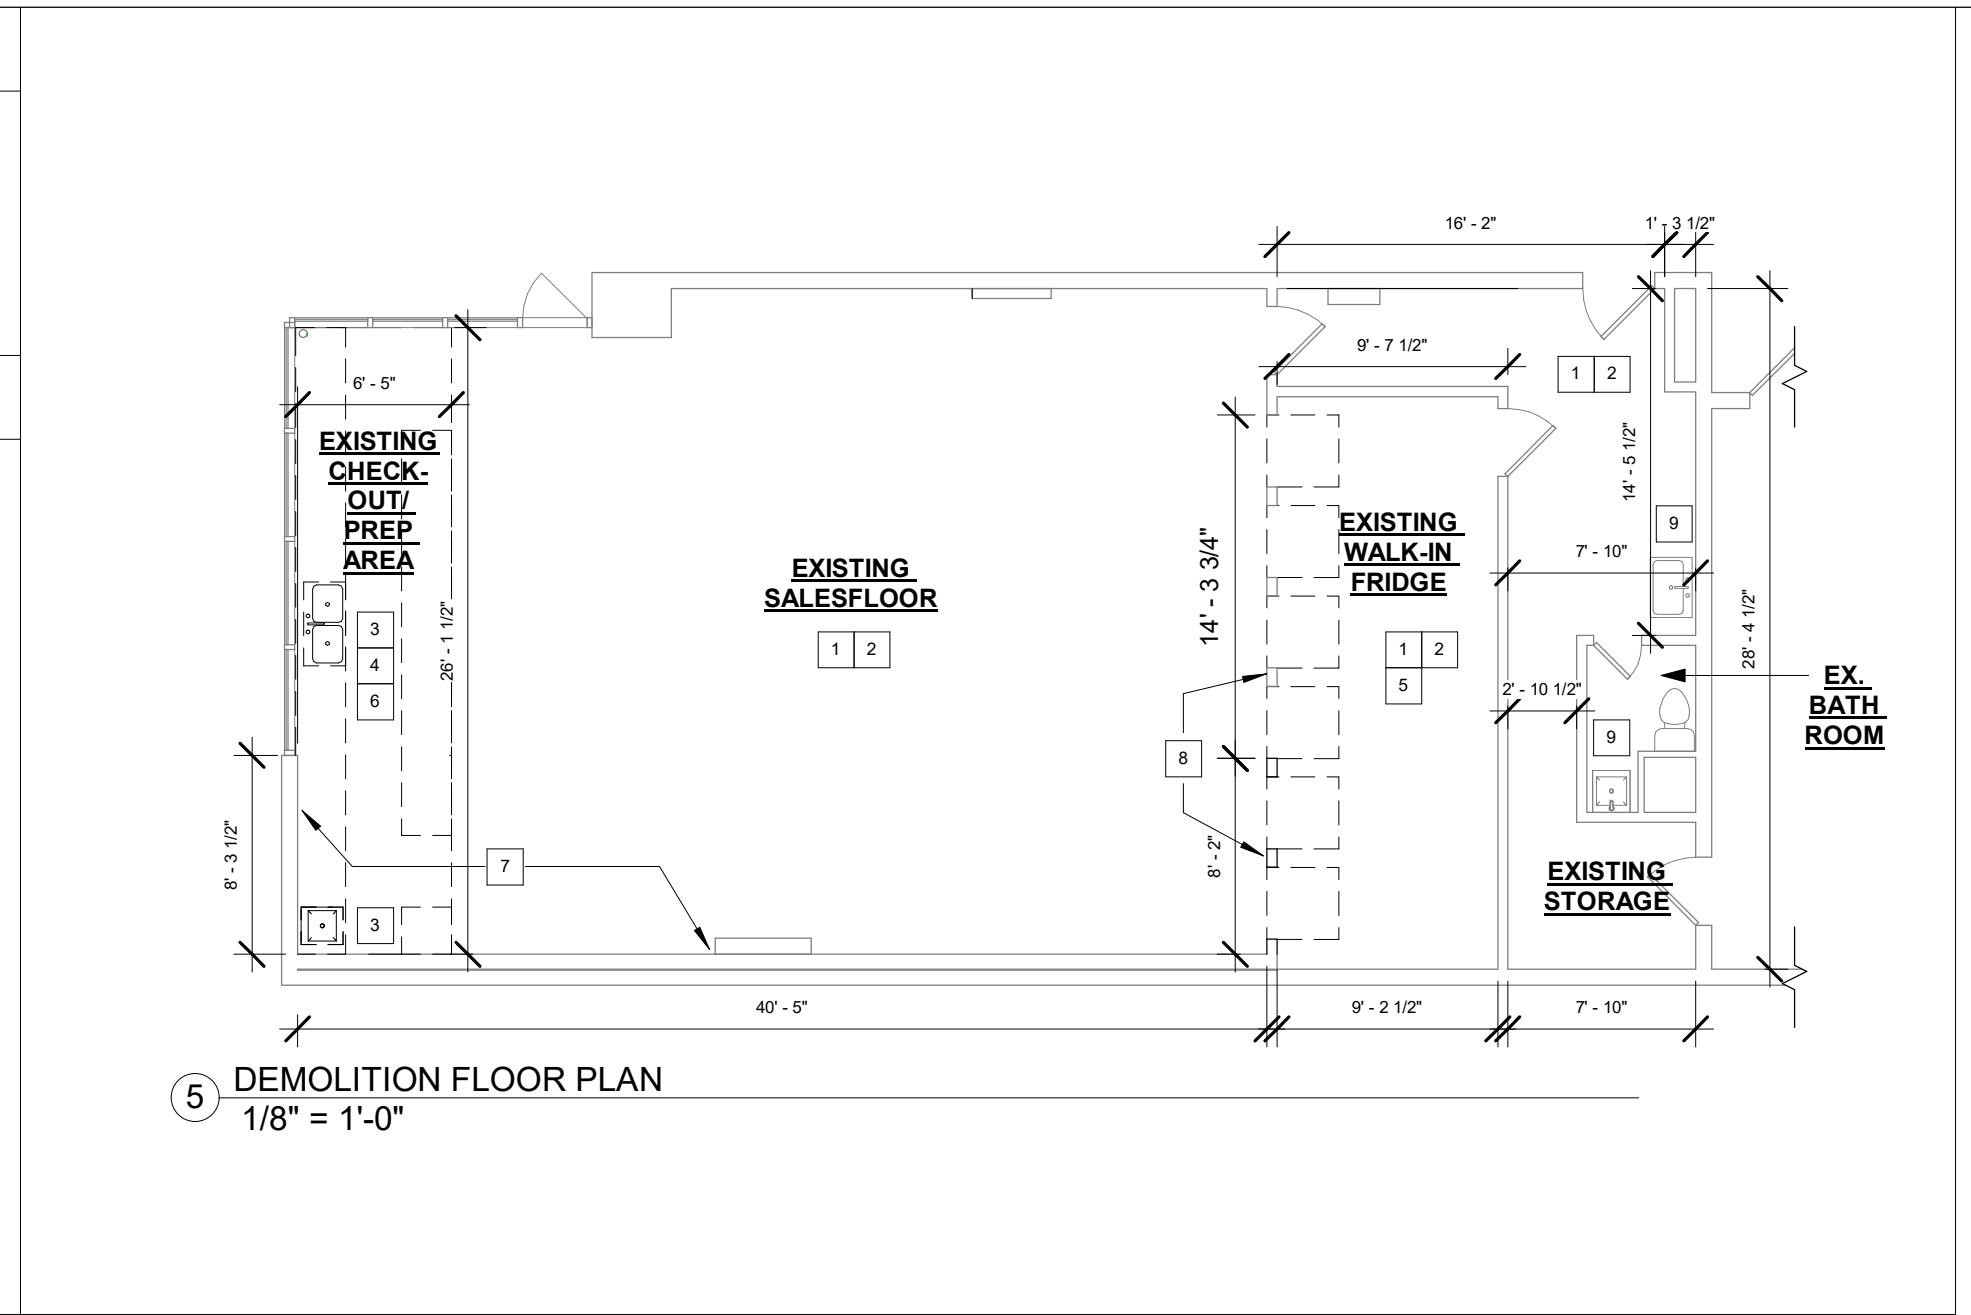 16' - 2"
1' - 3 1/2"
9' - 7 1/2"
1 2
6' - 5"
EXISTING
CHECK-
OUT/
PREP
AREA
14' - 5 1/2"
9
EXISTING
WALK-IN
FRIDGE
14' - 3 3/4"
7' - 10"
EXISTING
SALESFLOOR
1 2
3
4
6
26' - 1 1/2"
1 2
5
28' - 4 1/2"
2' - 10 1/2"
EX.
BATH
ROOM
9
8
8' - 3 1/2"
7
8' - 2"
EXISTING
STORAGE
3
40' - 5"
9' - 2 1/2"
7' - 10"
5
DEMOLITION FLOOR PLAN
1/8" = 1'-0"